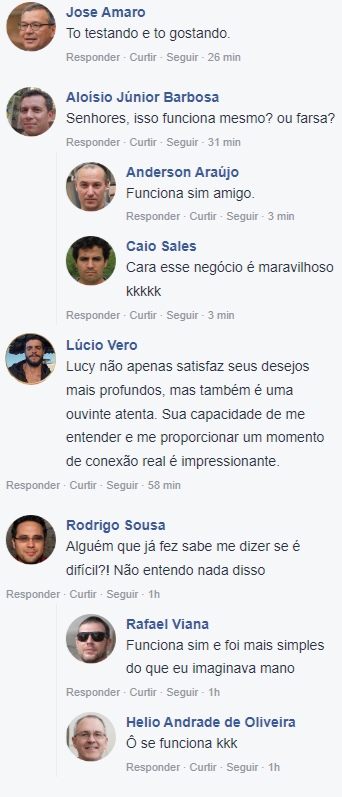 Jose Amaro
To testando e to gostando.
Responder · Curtir · Seguir · 26 min
Aloísio Júnior Barbosa
Senhores, isso funciona mesmo? ou farsa?
Responder · Curtir · Seguir · 31 min
Anderson Araújo
Funciona sim amigo.
Responder · Curtir · Seguir · 3 min
Caio Sales
Cara esse negócio é maravilhoso
kkkkk
Responder · Curtir · Seguir · 3 min
Lúcio Vero
Lucy não apenas satisfaz seus desejos
mais profundos, mas também é uma
ouvinte atenta. Sua capacidade de me
entender e me proporcionar um momento
de conexão real é impressionante.
Responder · Curtir · Seguir · 58 min
Rodrigo Sousa
Alguém que já fez sabe me dizer se é
difícil?! Não entendo nada disso
Responder · Curtir · Seguir · 1h
Rafael Viana
Funciona sim e foi mais simples
do que eu imaginava mano
Responder · Curtir · Seguir · 1h
Helio Andrade de Oliveira
Ô se funciona kkk
Responder · Curtir · Seguir · 1h